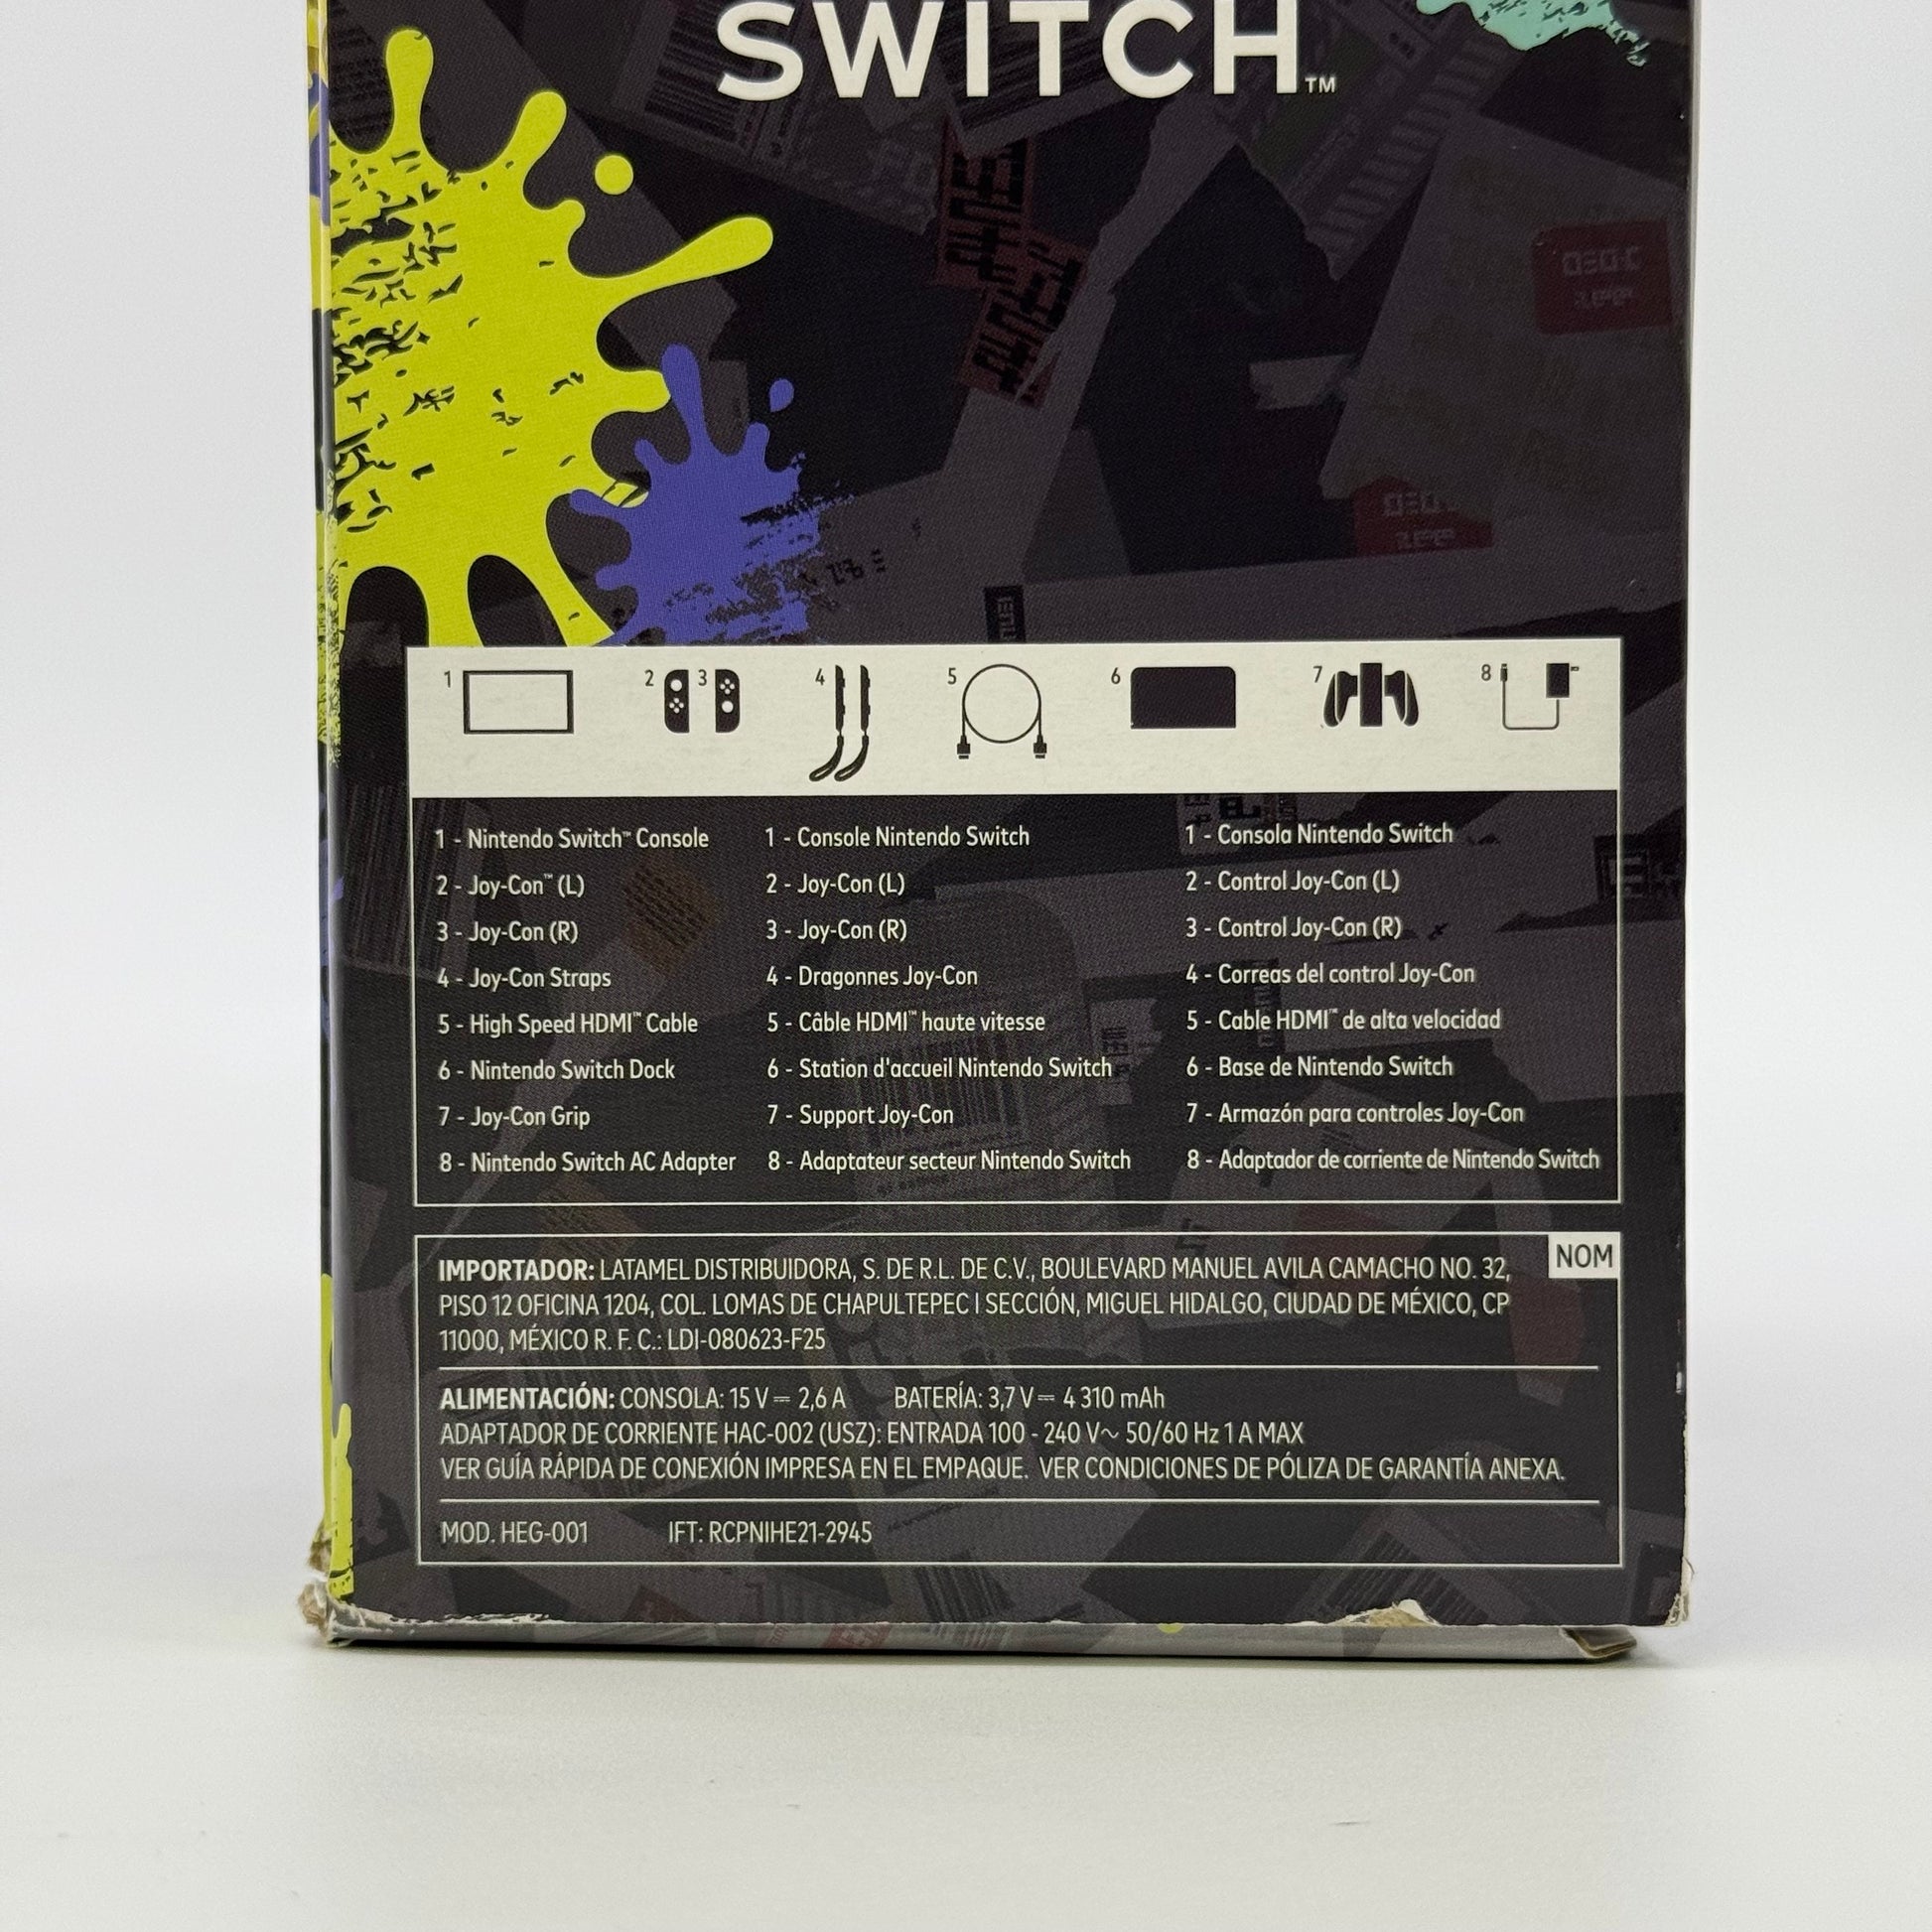 SWITCH™
1 2 3 4 5 6 7 8
1 - Nintendo Switch™ Console
2 - Joy-Con™ (L)
3 - Joy-Con (R)
4 - Joy-Con Straps
5 - High Speed HDMI™ Cable
6 - Nintendo Switch Dock
7 - Joy-Con Grip
8 - Nintendo Switch AC Adapter
1 - Console Nintendo Switch
2 - Joy-Con (L)
3 - Joy-Con (R)
4 - Dragonnes Joy-Con
5 - Câble HDMI™ haute vitesse
6 - Station d'accueil Nintendo Switch
7 - Support Joy-Con
8 - Adaptateur secteur Nintendo Switch
1 - Consola Nintendo Switch
2 - Control Joy-Con (L)
3 - Control Joy-Con (R)
4 - Correas del control Joy-Con
5 - Cable HDMI™ de alta velocidad
6 - Base de Nintendo Switch
7 - Armazón para controles Joy-Con
8 - Adaptador de corriente de Nintendo Switch
NOM
IMPORTADOR: LATAMEL DISTRIBUIDORA, S. DE R.L. DE C.V., BOULEVARD MANUEL AVILA CAMACHO NO. 32,
PISO 12 OFICINA 1204, COL. LOMAS DE CHAPULTEPEC I SECCIÓN, MIGUEL HIDALGO, CIUDAD DE MÉXICO, CP
11000, MÉXICO R. F. C.: LDI-080623-F25
ALIMENTACIÓN: CONSOLA: 15 V⎓ 2,6 A BATERÍA: 3,7 V⎓ 4 310 mAh
ADAPTADOR DE CORRIENTE HAC-002 (USZ): ENTRADA 100 - 240 V~ 50/60 Hz 1 A MAX
VER GUÍA RÁPIDA DE CONEXIÓN IMPRESA EN EL EMPAQUE. VER CONDICIONES DE PÓLIZA DE GARANTÍA ANEXA.
MOD. HEG-001 IFT: RCPNIHE21-2945